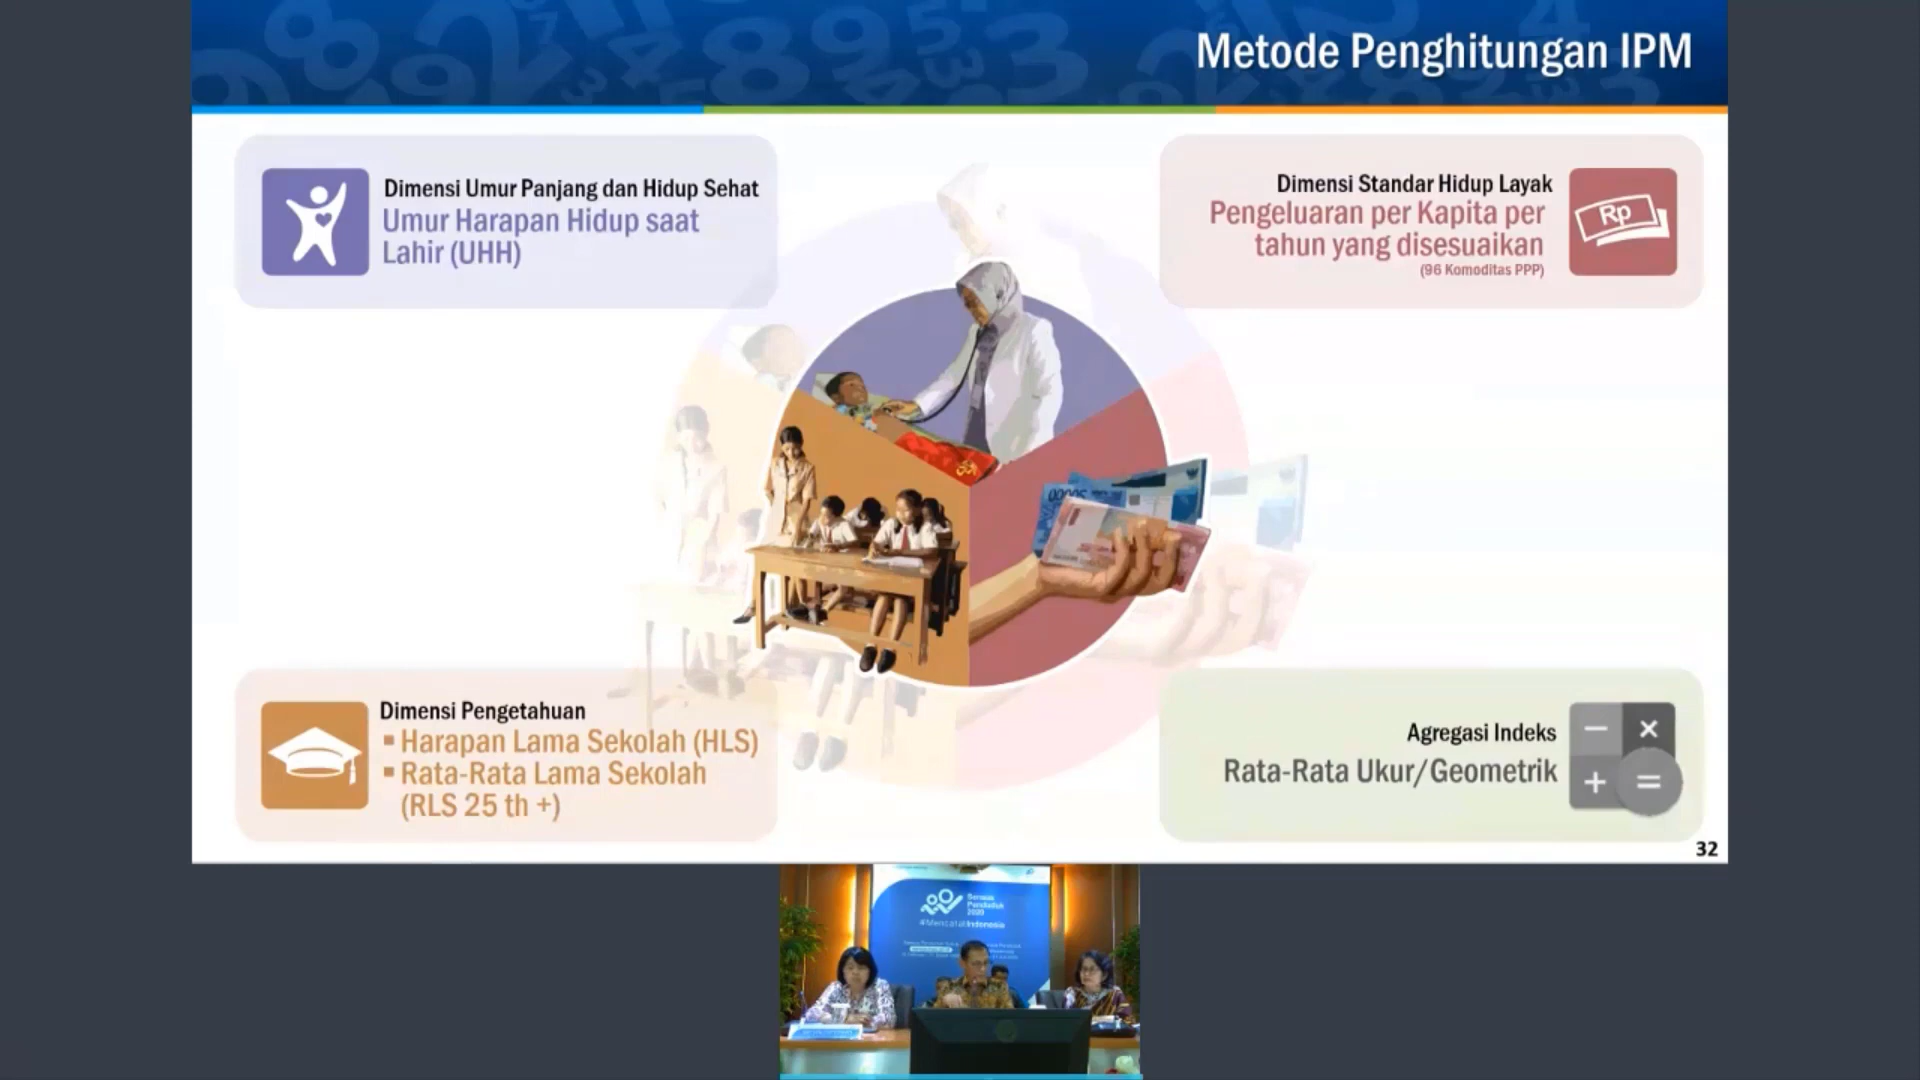 Metode Penghitungan IPM
Dimensi Umur Panjang dan Hidup Sehat
Umur Harapan Hidup saat
Lahir (UHH)
Dimensi Standar Hidup Layak
Rp
Pengeluaran per Kapita per
tahun yang disesuaikan
(96 Komoditas PPP)
Dimensi Pengetahuan
▪ Harapan Lama Sekolah (HLS)
▪ Rata-Rata Lama Sekolah
(RLS 25 th +)
Agregasi Indeks
Rata-Rata Ukur/Geometrik
32
Sensus
Penduduk
2020
#MencatatIndonesia